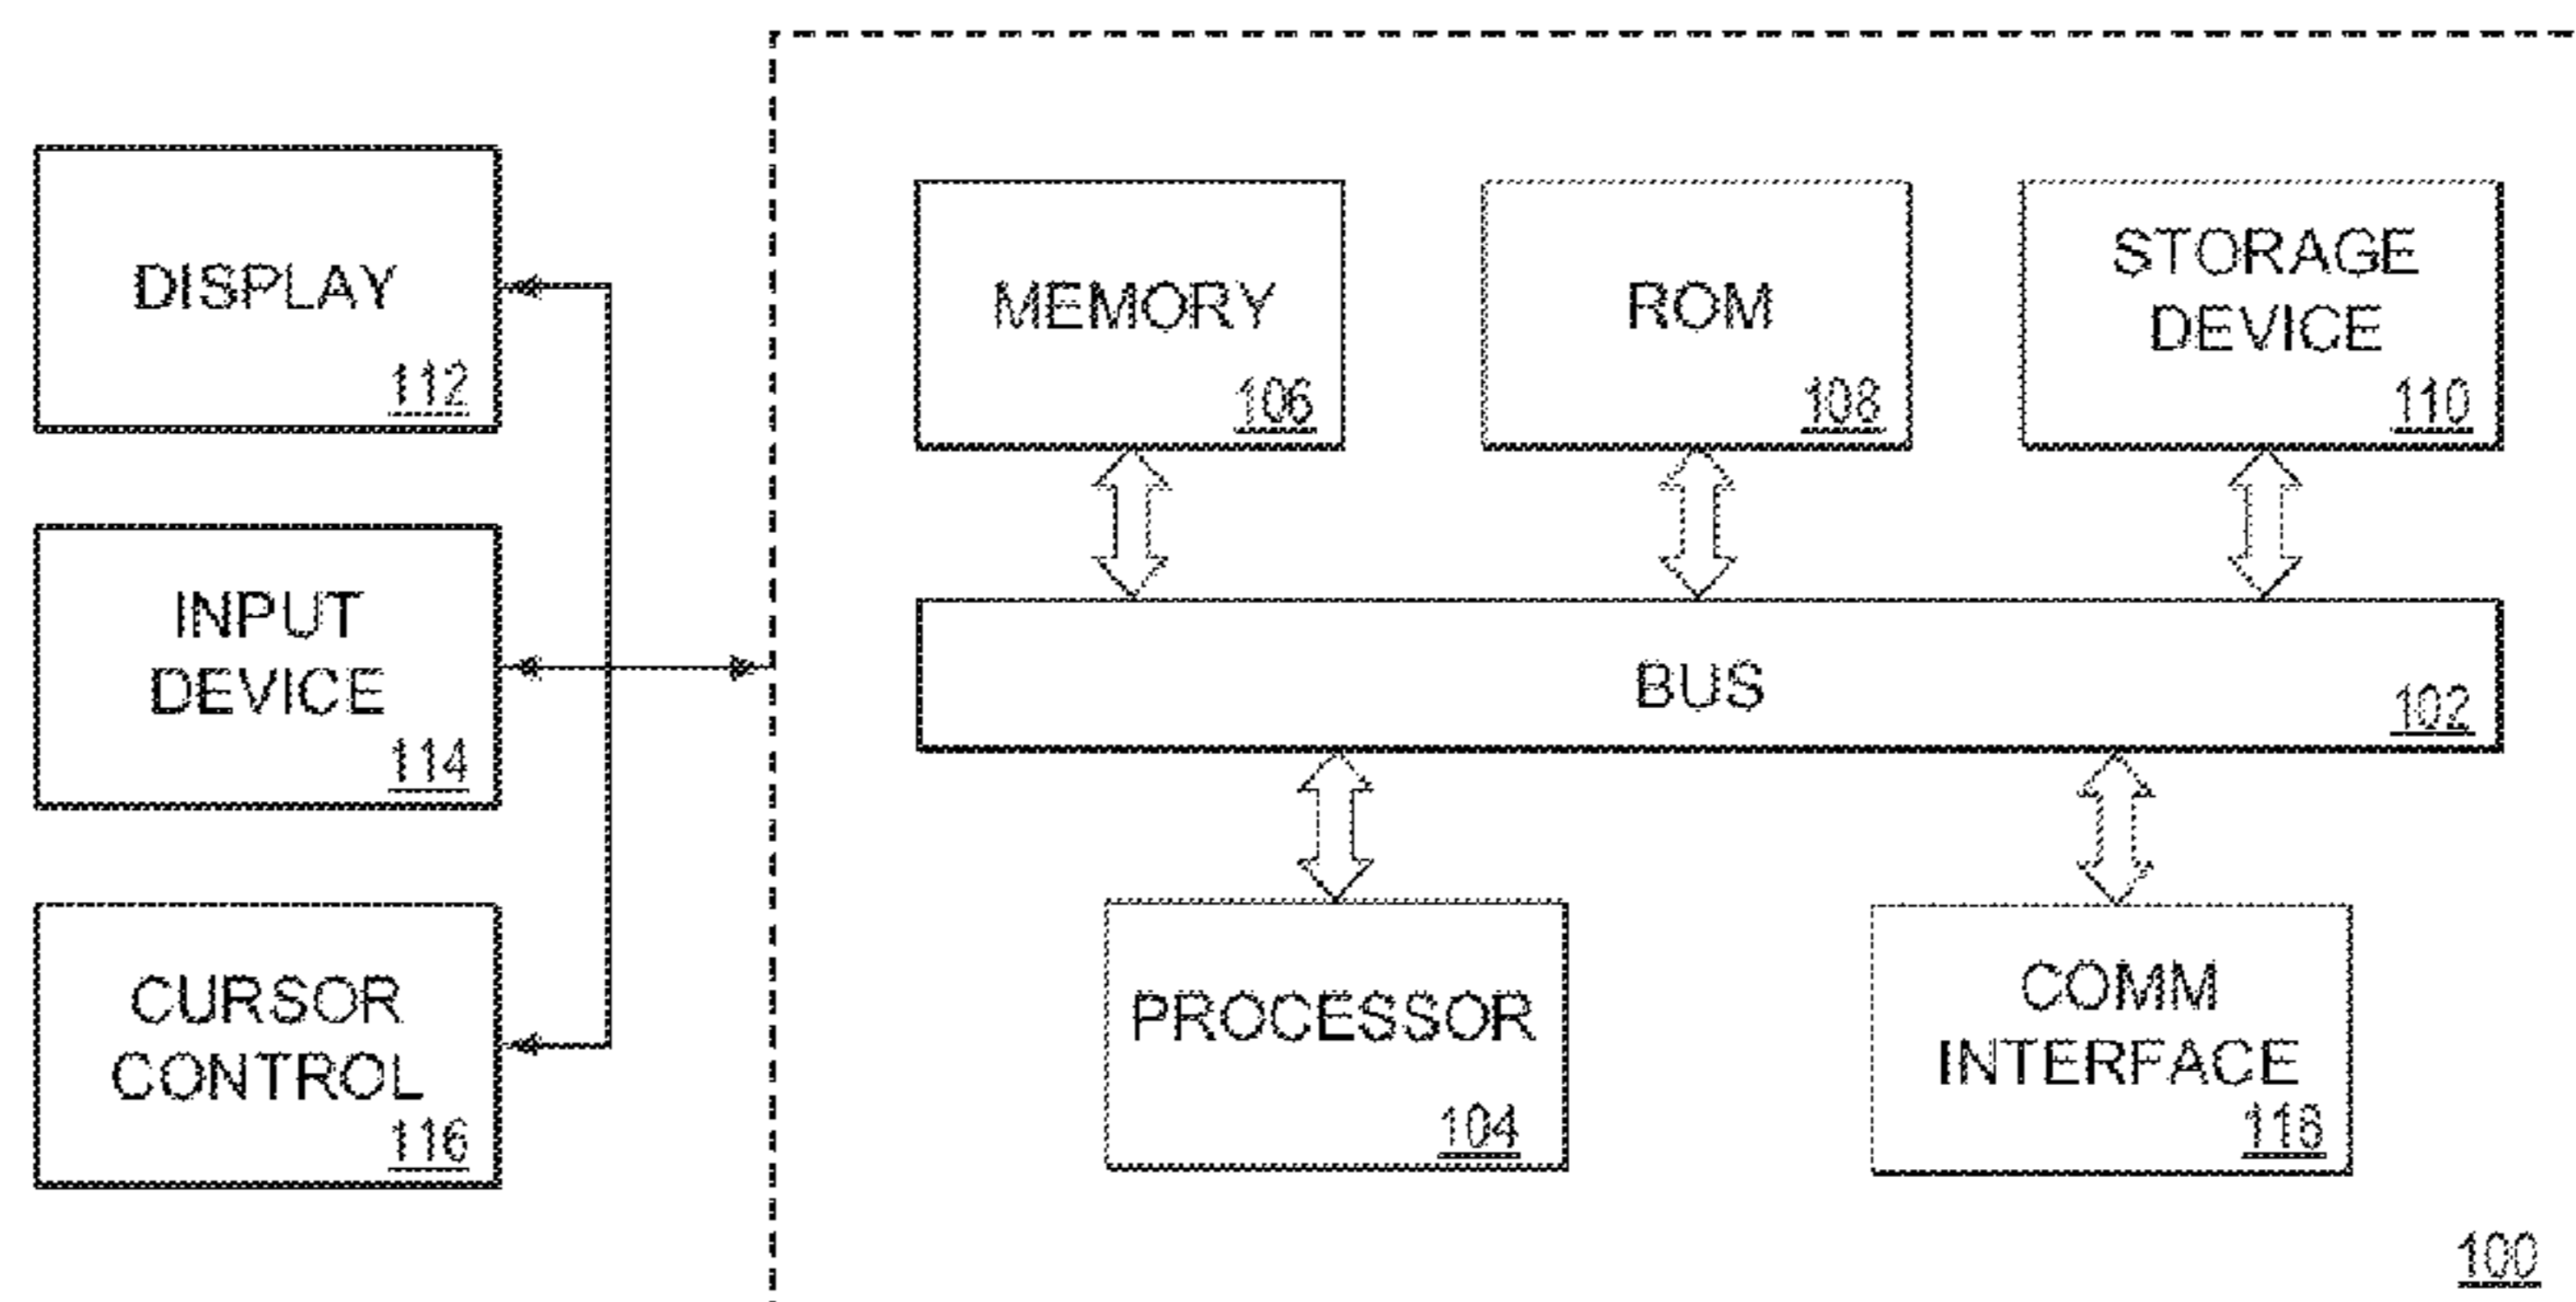 DISPLAY
112
INPUT
DEVICE
114
CURSOR
CONTROL
116
MEMORY
106
ROM
108
STORAGE
DEVICE
110
BUS
102
PROCESSOR
104
COMM
INTERFACE
118
100